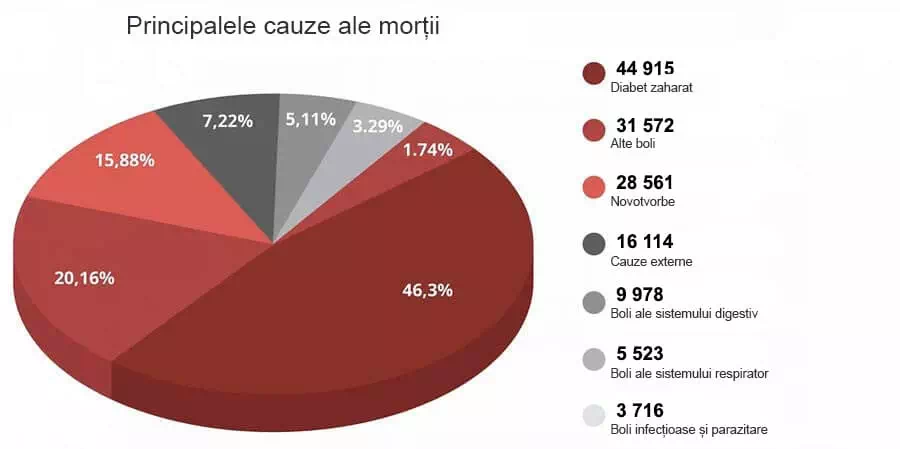 Principalele cauze ale morții
7,22%
5,11%
3.29%
1.74%
15,88%
20,16%
46,3%
44 915
Diabet zaharat
31 572
Alte boli
28 561
Novotvorbe
16 114
Cauze externe
9 978
Boli ale sistemului digestiv
5 523
Boli ale sistemului respirator
3 716
Boli infecțioase și parazitare